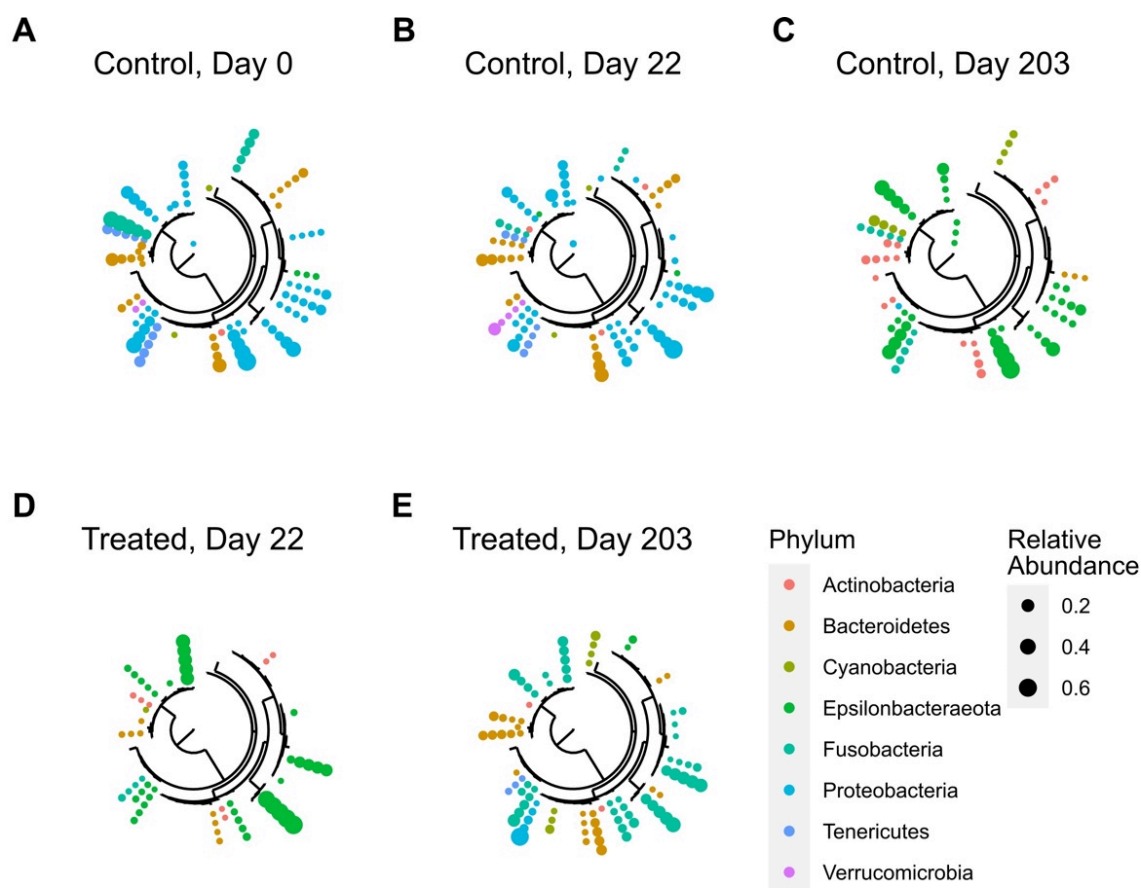 A
Control, Day 0
B
Control, Day 22
C
Control, Day 203
D
Treated, Day 22
E
Treated, Day 203
Phylum
Actinobacteria
Bacteroidetes
Cyanobacteria
Epsilonbacteraeota
Fusobacteria
Proteobacteria
Tenericutes
Verrucomicrobia
Relative
Abundance
0.2
0.4
0.6